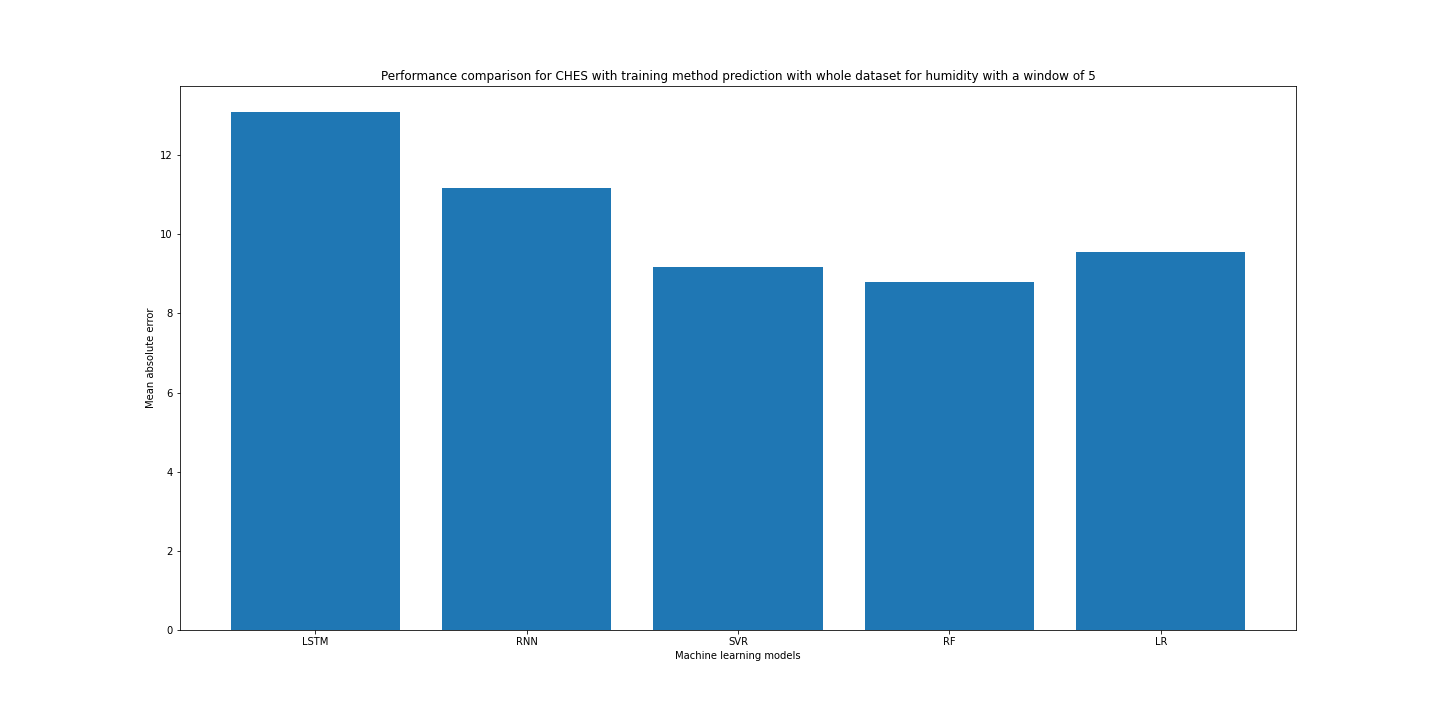 Performance comparison for CHES with training method prediction with whole dataset for humidity with a window of 5
12
10
8
6
4
2
0
Mean absolute error
LSTM RNN SVR RF LR
Machine learning models